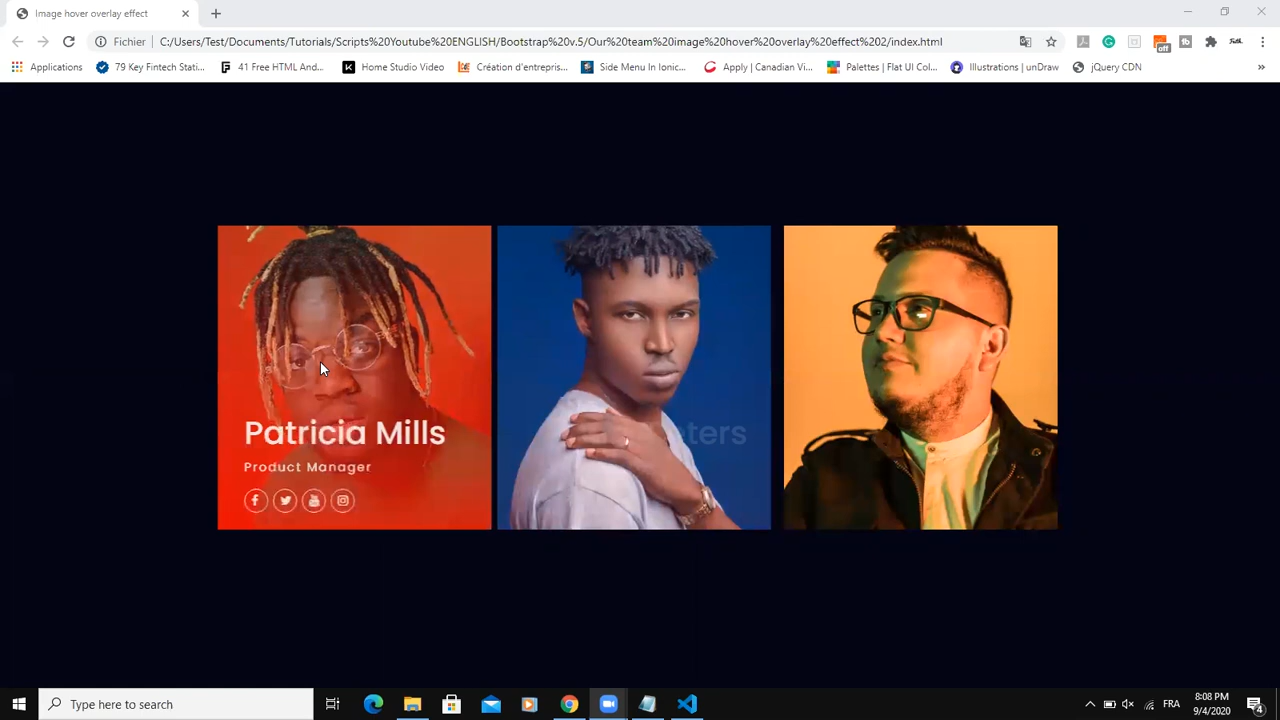 Image hover overlay effect
Fichier
C:/Users/Test/Documents/Tutorials/Scripts%20Youtube%20ENGLISH/Bootstrap%20v.5/Our%20team%20image%20hover%20overlay%20effect%202/index.html
off
Applications
79 Key Fintech Stati...
41 Free HTML And...
Home Studio Video
Création d'entrepris...
Side Menu In Ionic...
Apply | Canadian Vi...
Palettes | Flat UI Col...
Illustrations | unDraw
jQuery CDN
Patricia Mills
Product Manager
Type here to search
FRA
8:08 PM
9/4/2020
4